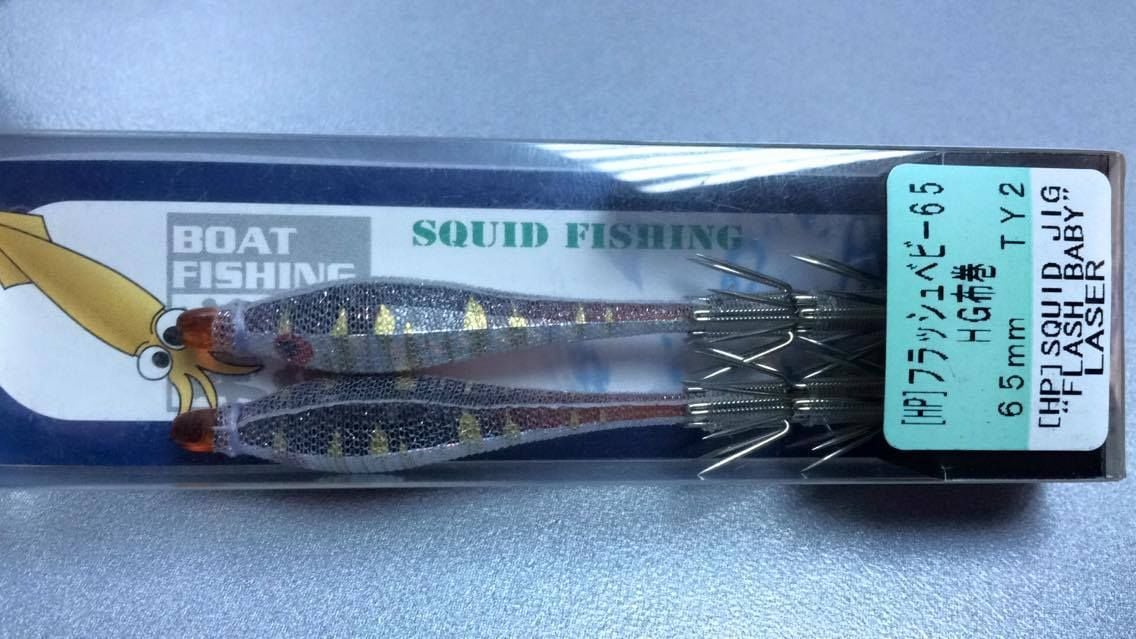 BOAT
FISHING
SQUID FISHING
[HP]フラッシュベビー65
HG布巻
65mm TY2
[HP]SQUID JIG
“FLASH BABY”
LASER